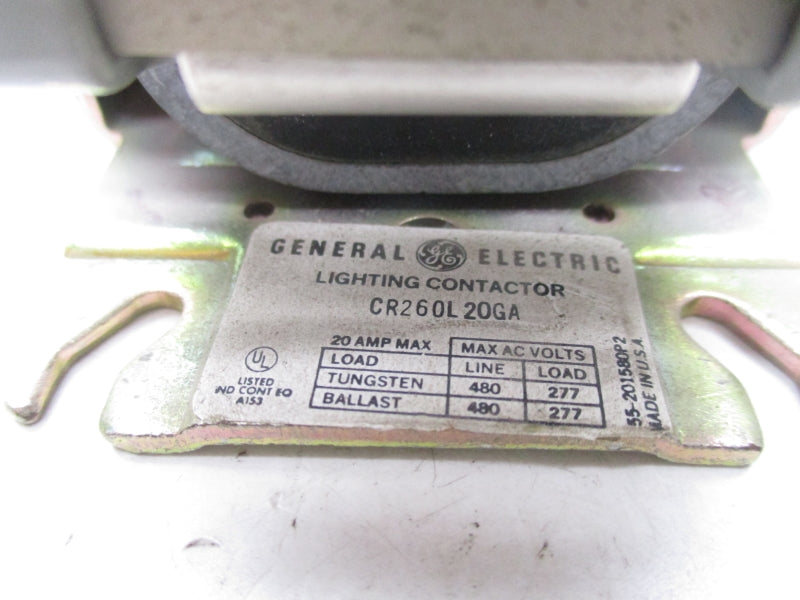 GENERAL GE ELECTRIC
LIGHTING CONTACTOR
CR260L20GA
20 AMP MAX MAX AC VOLTS
LOAD LINE LOAD
TUNGSTEN 480 277
BALLAST 480 277
UL
LISTED
IND CONT EQ
A153
55-201580P2
MADE IN U.S.A.